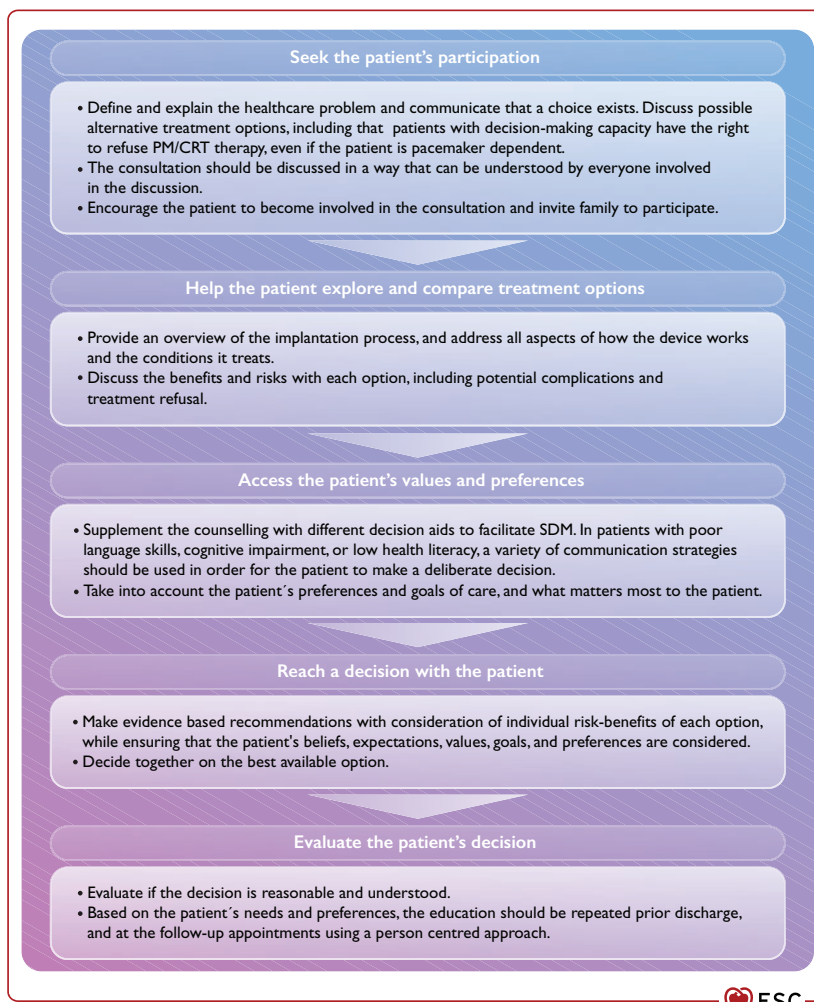 Seek the patient's participation
• Define and explain the healthcare problem and communicate that a choice exists. Discuss possible
alternative treatment options, including that patients with decision-making capacity have the right
to refuse PM/CRT therapy, even if the patient is pacemaker dependent.
• The consultation should be discussed in a way that can be understood by everyone involved
in the discussion.
• Encourage the patient to become involved in the consultation and invite family to participate.
Help the patient explore and compare treatment options
• Provide an overview of the implantation process, and address all aspects of how the device works
and the conditions it treats.
• Discuss the benefits and risks with each option, including potential complications and
treatment refusal.
Access the patient's values and preferences
• Supplement the counselling with different decision aids to facilitate SDM. In patients with poor
language skills, cognitive impairment, or low health literacy, a variety of communication strategies
should be used in order for the patient to make a deliberate decision.
• Take into account the patient´s preferences and goals of care, and what matters most to the patient.
Reach a decision with the patient
• Make evidence based recommendations with consideration of individual risk-benefits of each option,
while ensuring that the patient's beliefs, expectations, values, goals, and preferences are considered.
• Decide together on the best available option.
Evaluate the patient's decision
• Evaluate if the decision is reasonable and understood.
• Based on the patient´s needs and preferences, the education should be repeated prior discharge,
and at the follow-up appointments using a person centred approach.
ESC